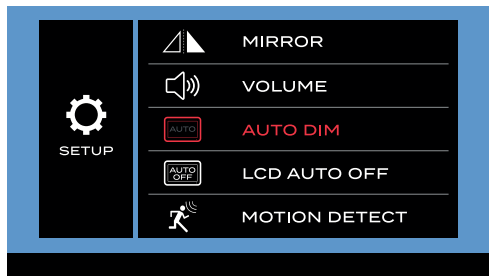 SETUP
MIRROR
VOLUME
AUTO
AUTO DIM
AUTO
OFF
LCD AUTO OFF
MOTION DETECT